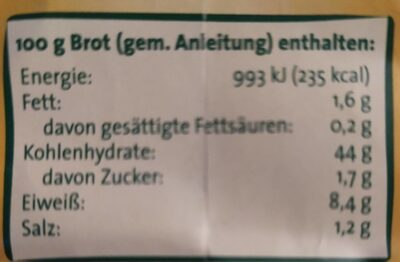 100 g Brot (gem. Anleitung) enthalten:
Energie: 993 kJ (235 kcal)
Fett: 1,6 g
davon gesättigte Fettsäuren: 0,2 g
Kohlenhydrate: 44 g
davon Zucker: 1,7 g
Eiweiß: 8,4 g
Salz: 1,2 g